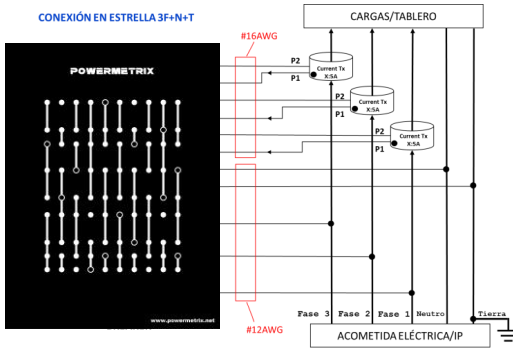 CONEXIÓN EN ESTRELLA 3F+N+T
CARGAS/TABLERO
#16AWG
POWERMETRIX
P2
P1
Current Tx
X:5A
P2
P1
Current Tx
X:5A
P2
P1
Current Tx
X:5A
Fase 3
Fase 2
Fase 1
Neutro
Tierra
www.powermetrix.net
#12AWG
ACOMETIDA ELÉCTRICA/IP